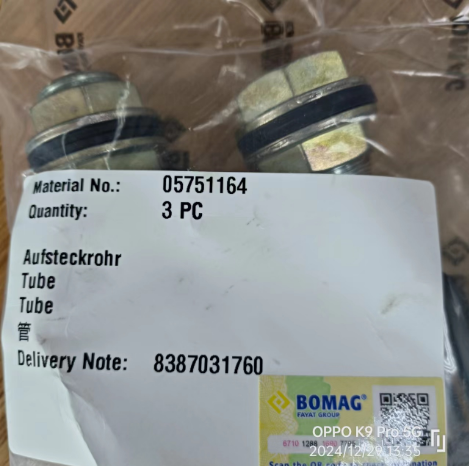 BOMAG
Material No.: 05751164
Quantity: 3 PC
Aufsteckrohr
Tube
Tube
管
Delivery Note: 8387031760
BOMAG
FAYAT GROUP
OPPO K9 Pro 5G
2024/12/29 13:35